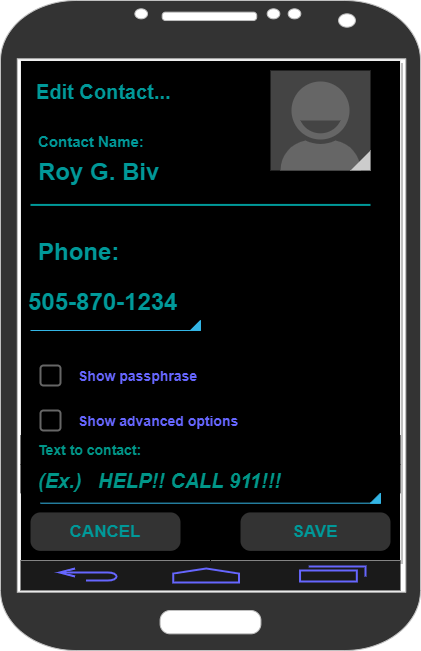 Edit Contact...
Contact Name:
Roy G. Biv
Phone:
505-870-1234
Show passphrase
Show advanced options
Text to contact:
(Ex.) HELP!! CALL 911!!!
CANCEL SAVE